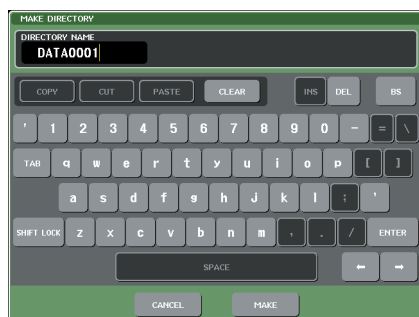 MAKE DIRECTORY
DIRECTORY NAME
DATA0001
COPY CUT PASTE CLEAR INS DEL BS
' 1 2 3 4 5 6 7 8 9 0 - = \
TAB q w e r t y u i o p [ ]
a s d f g h j k l ; '
SHIFT LOCK z x c v b n m , . / ENTER
SPACE ← →
CANCEL MAKE